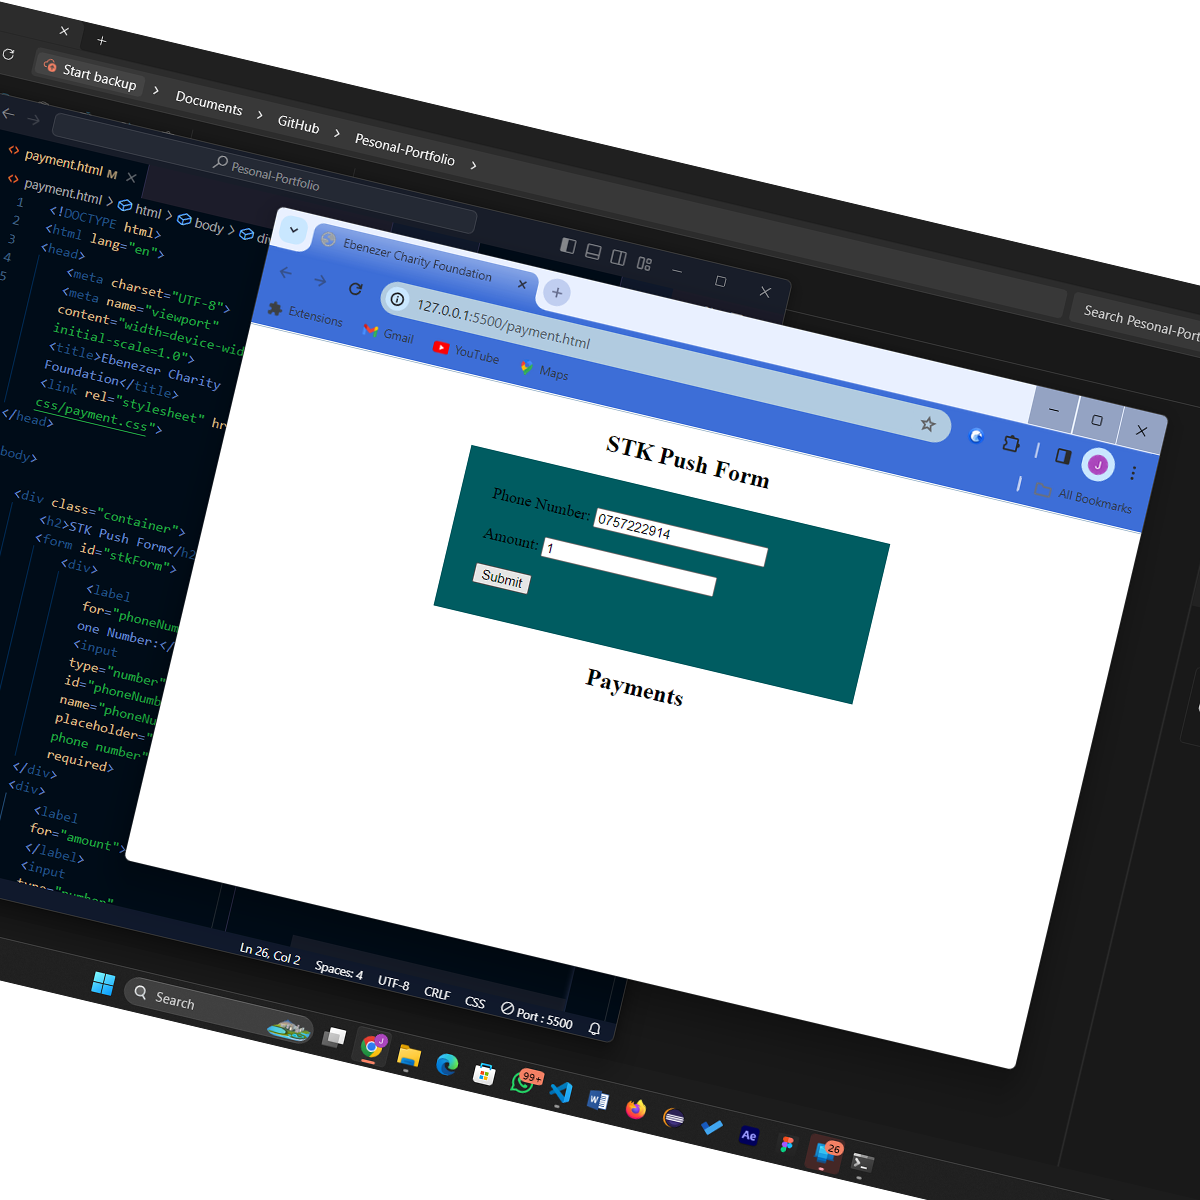 Start backup
Documents
GitHub
Pesonal-Portfolio
Search Pesonal-Port
Pesonal-Portfolio
payment.html M
payment.html > html > body >
1
2
3
4
5
<!DOCTYPE html>
<html lang="en">
<head>
<meta charset="UTF-8">
<meta name="viewport"
content="width=device-wid
initial-scale=1.0">
<title>Ebenezer Charity
Foundation</title>
<link rel="stylesheet"
css/payment.css">
</head>
body>
<div class="container">
<h2>STK Push Form</h2
<form id="stkForm">
<div>
<label
for="phoneNum
one Number:</
<input
type="number"
id="phoneNumb
name="phoneNu
placeholder="
phone number"
required>
</div>
<div>
<label
for="amount">
</label>
<input
type="number"
Ebenezer Charity Foundation
127.0.0.1:5500/payment.html
Extensions
Gmail
YouTube
Maps
J
All Bookmarks
STK Push Form
Phone Number: 0757222914
Amount: 1
Submit
Payments
Ln 26, Col 2
Spaces: 4
UTF-8
CRLF
CSS
Port : 5500
Search
J
99+
W
Ae
26